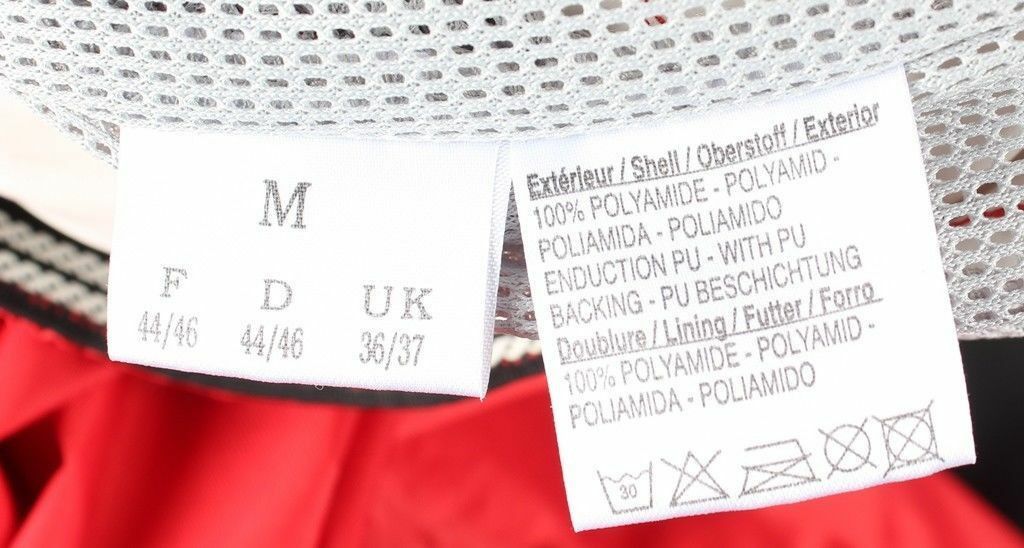 M
F D UK
44/46 44/46 36/37
Extérieur / Shell / Oberstoff / Exterior
100% POLYAMIDE - POLYAMID -
POLIAMIDA - POLIAMIDO
ENDUCTION PU - WITH PU
BACKING - PU BESCHICHTUNG
Doublure / Lining / Futter / Forro
100% POLYAMIDE - POLYAMID -
POLIAMIDA - POLIAMIDO
30